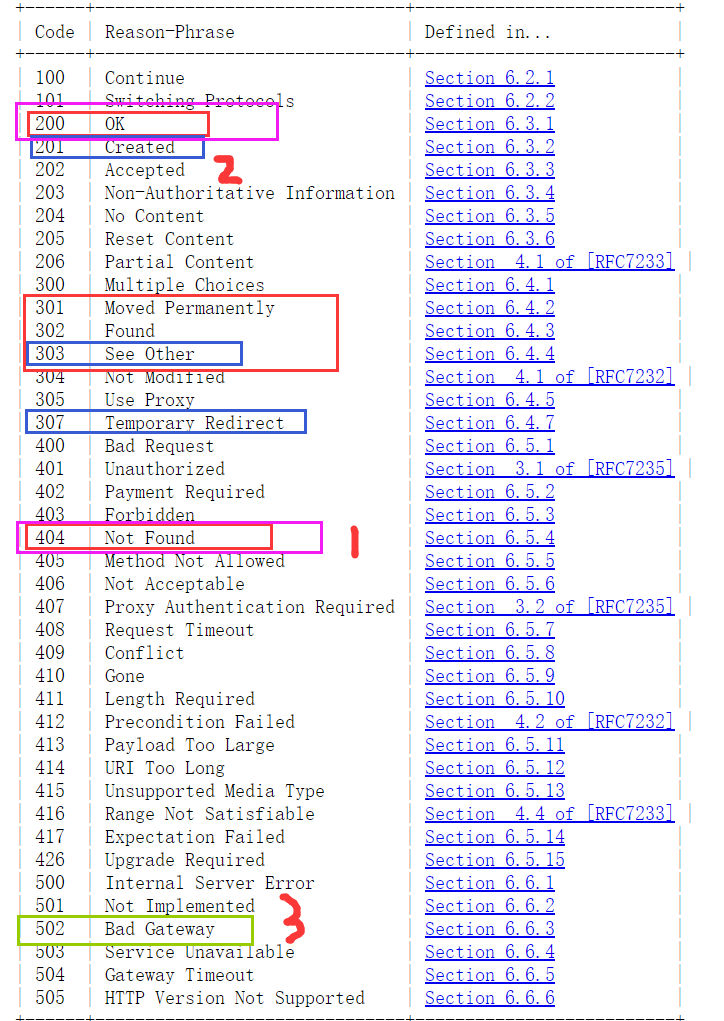 Code Reason-Phrase Defined in...
100 Continue Section 6.2.1
101 Switching Protocols Section 6.2.2
200 OK Section 6.3.1
201 Created Section 6.3.2
2
202 Accepted Section 6.3.3
203 Non-Authoritative Information Section 6.3.4
204 No Content Section 6.3.5
205 Reset Content Section 6.3.6
206 Partial Content Section 4.1 of [RFC7233]
300 Multiple Choices Section 6.4.1
301 Moved Permanently Section 6.4.2
302 Found Section 6.4.3
303 See Other Section 6.4.4
304 Not Modified Section 4.1 of [RFC7232]
305 Use Proxy Section 6.4.5
307 Temporary Redirect Section 6.4.7
400 Bad Request Section 6.5.1
401 Unauthorized Section 3.1 of [RFC7235]
402 Payment Required Section 6.5.2
403 Forbidden Section 6.5.3
404 Not Found Section 6.5.4
1
405 Method Not Allowed Section 6.5.5
406 Not Acceptable Section 6.5.6
407 Proxy Authentication Required Section 3.2 of [RFC7235]
408 Request Timeout Section 6.5.7
409 Conflict Section 6.5.8
410 Gone Section 6.5.9
411 Length Required Section 6.5.10
412 Precondition Failed Section 4.2 of [RFC7232]
413 Payload Too Large Section 6.5.11
414 URI Too Long Section 6.5.12
415 Unsupported Media Type Section 6.5.13
416 Range Not Satisfiable Section 4.4 of [RFC7233]
417 Expectation Failed Section 6.5.14
426 Upgrade Required Section 6.5.15
500 Internal Server Error Section 6.6.1
501 Not Implemented Section 6.6.2
3
502 Bad Gateway Section 6.6.3
503 Service Unavailable Section 6.6.4
504 Gateway Timeout Section 6.6.5
505 HTTP Version Not Supported Section 6.6.6